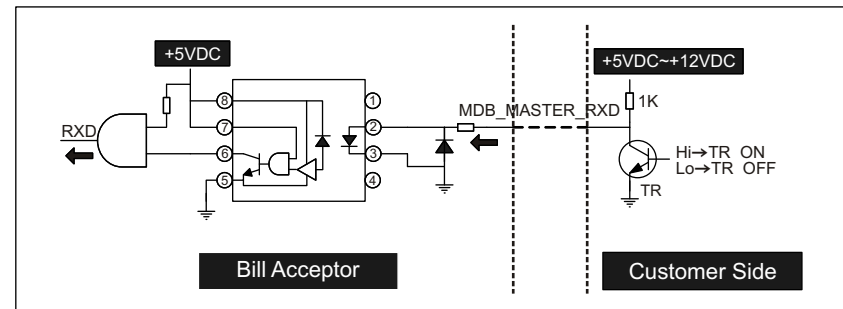 +5VDC
+5VDC~+12VDC
8
1
1K
MDB_MASTER_RXD
RXD
7
2
6
3
Hi→TR ON
Lo→TR OFF
5
4
TR
Bill Acceptor
Customer Side